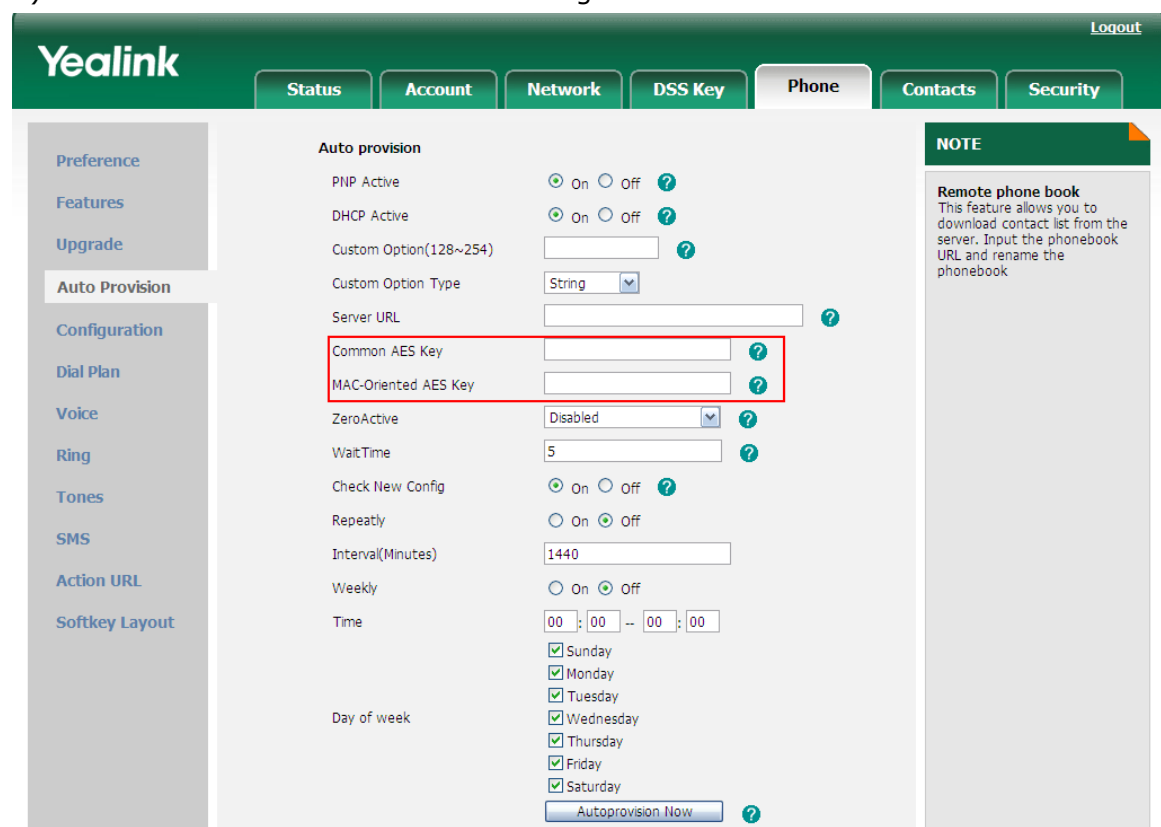 Logout
Yealink
Status Account Network DSS Key Phone Contacts Security
Preference
Features
Upgrade
Auto Provision
Configuration
Dial Plan
Voice
Ring
Tones
SMS
Action URL
Softkey Layout
Auto provision
PNP Active On Off ?
DHCP Active On Off ?
Custom Option(128~254) ?
Custom Option Type String
Server URL ?
Common AES Key ?
MAC-Oriented AES Key ?
ZeroActive Disabled ?
WaitTime 5 ?
Check New Config On Off ?
Repeatly On Off
Interval(Minutes) 1440
Weekly On Off
Time 00 : 00 -- 00 : 00
Sunday
Monday
Tuesday
Day of week Wednesday
Thursday
Friday
Saturday
Autoprovision Now ?
NOTE
Remote phone book
This feature allows you to
download contact list from the
server. Input the phonebook
URL and rename the
phonebook